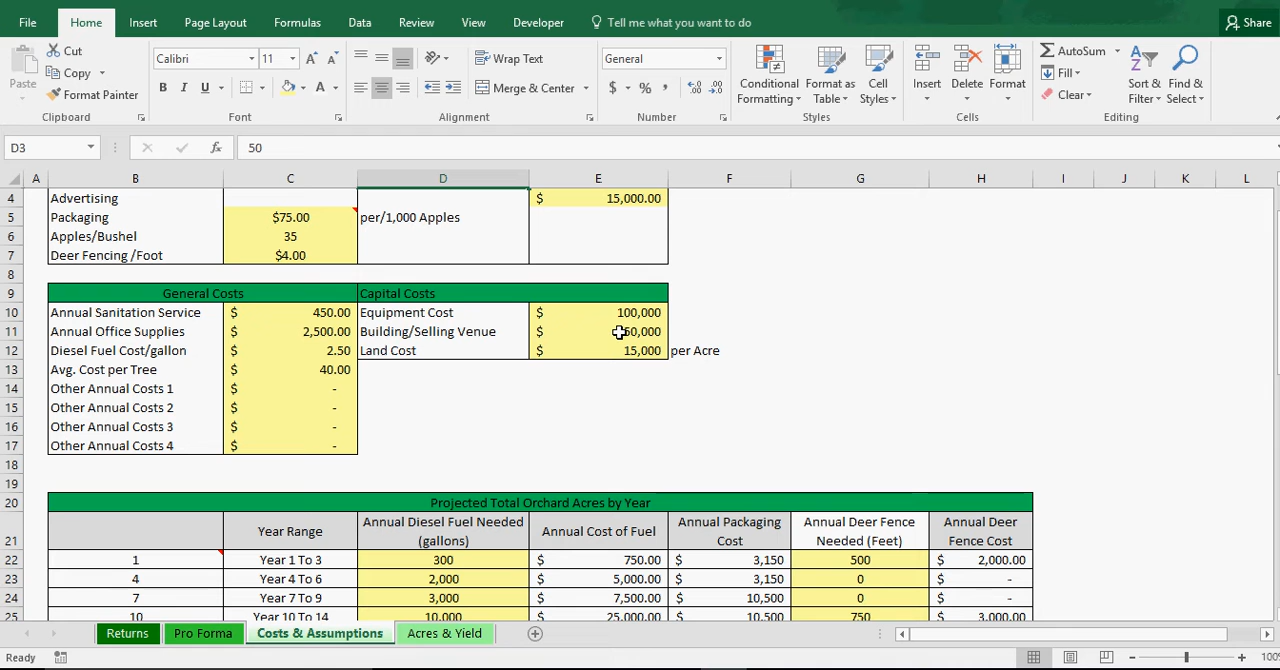 File Home Insert Page Layout Formulas Data Review View Developer Tell me what you want to do Share
Paste Cut Copy Format Painter Clipboard
Calibri 11 A A B I U A Font
Wrap Text Merge & Center Alignment
General $ % , Number
Conditional Formatting Format as Table Cell Styles Styles
Insert Delete Format Cells
AutoSum Fill Clear Sort & Filter Find & Select Editing
D3 fx 50
A B C D E F G H I J K L
4 Advertising $ 15,000.00
5 Packaging $75.00 per/1,000 Apples
6 Apples/Bushel 35
7 Deer Fencing /Foot $4.00
8
9 General Costs Capital Costs
10 Annual Sanitation Service $ 450.00 Equipment Cost $ 100,000
11 Annual Office Supplies $ 2,500.00 Building/Selling Venue $
12 Diesel Fuel Cost/gallon $ 2.50 Land Cost $ 15,000 per Acre
13 Avg. Cost per Tree $ 40.00
14 Other Annual Costs 1 $ -
15 Other Annual Costs 2 $ -
16 Other Annual Costs 3 $ -
17 Other Annual Costs 4 $ -
18
19
20 Projected Total Orchard Acres by Year
21 Year Range Annual Diesel Fuel Needed (gallons) Annual Cost of Fuel Annual Packaging Cost Annual Deer Fence Needed (Feet) Annual Deer Fence Cost
22 1 Year 1 To 3 300 $ 750.00 $ 3,150 500 $ 2,000.00
23 4 Year 4 To 6 2,000 $ 5,000.00 $ 3,150 0 $ -
24 7 Year 7 To 9 3,000 $ 7,500.00 $ 10,500 0 $ -
25 10 Year 10 To 14 10,000 $ 25,000.00 $ 10,500 750 $ 3,000.00
Returns Pro Forma Costs & Assumptions Acres & Yield
Ready 100%